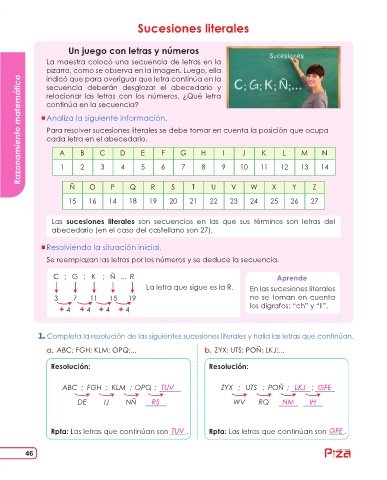 Sucesiones literales
Un juego con letras y números
La maestra colocó una secuencia de letras en la
pizarra, como se observa en la imagen. Luego, ella
indicó que para averiguar que letra continúa en la
secuencia deberán desglozar el abecedario y
relacionar las letras con los números. ¿Qué letra
continúa en la secuencia?
Sucesiones
C; G; K; Ñ;...
Razonamiento matemático
Analiza la siguiente información.
Para resolver sucesiones literales se debe tomar en cuenta la posición que ocupa
cada letra en el abecedario.
A B C D E F G H I J K L M N
1 2 3 4 5 6 7 8 9 10 11 12 13 14
Ñ O P Q R S T U V W X Y Z
15 16 14 18 19 20 21 22 23 24 25 26 27
Las sucesiones literales son secuencias en las que sus términos son letras del
abecedario (en el caso del castellano son 27).
Resolviendo la situación inicial.
Se reemplazan las letras por los números y se deduce la secuencia.
C ; G ; K ; Ñ ... R
La letra que sigue es la R.
3 7 11 15 19
+ 4 + 4 + 4 + 4
Aprende
En las sucesiones literales
no se toman en cuenta
los dígrafos: "ch" y "ll".
1. Completa la resolución de las siguientes sucesiones literales y halla las letras que continúan.
a. ABC; FGH; KLM; OPQ;...
Resolución:
ABC ; FGH ; KLM ; OPQ ; TUV
DE IJ NÑ RS
Rpta: Las letras que continúan son TUV .
b. ZYX; UTS; POÑ; LKJ;...
Resolución:
ZYX ; UTS ; POÑ ; LKJ ; GFE
WV RQ NM IH
Rpta: Las letras que continúan son GFE .
46
Piza